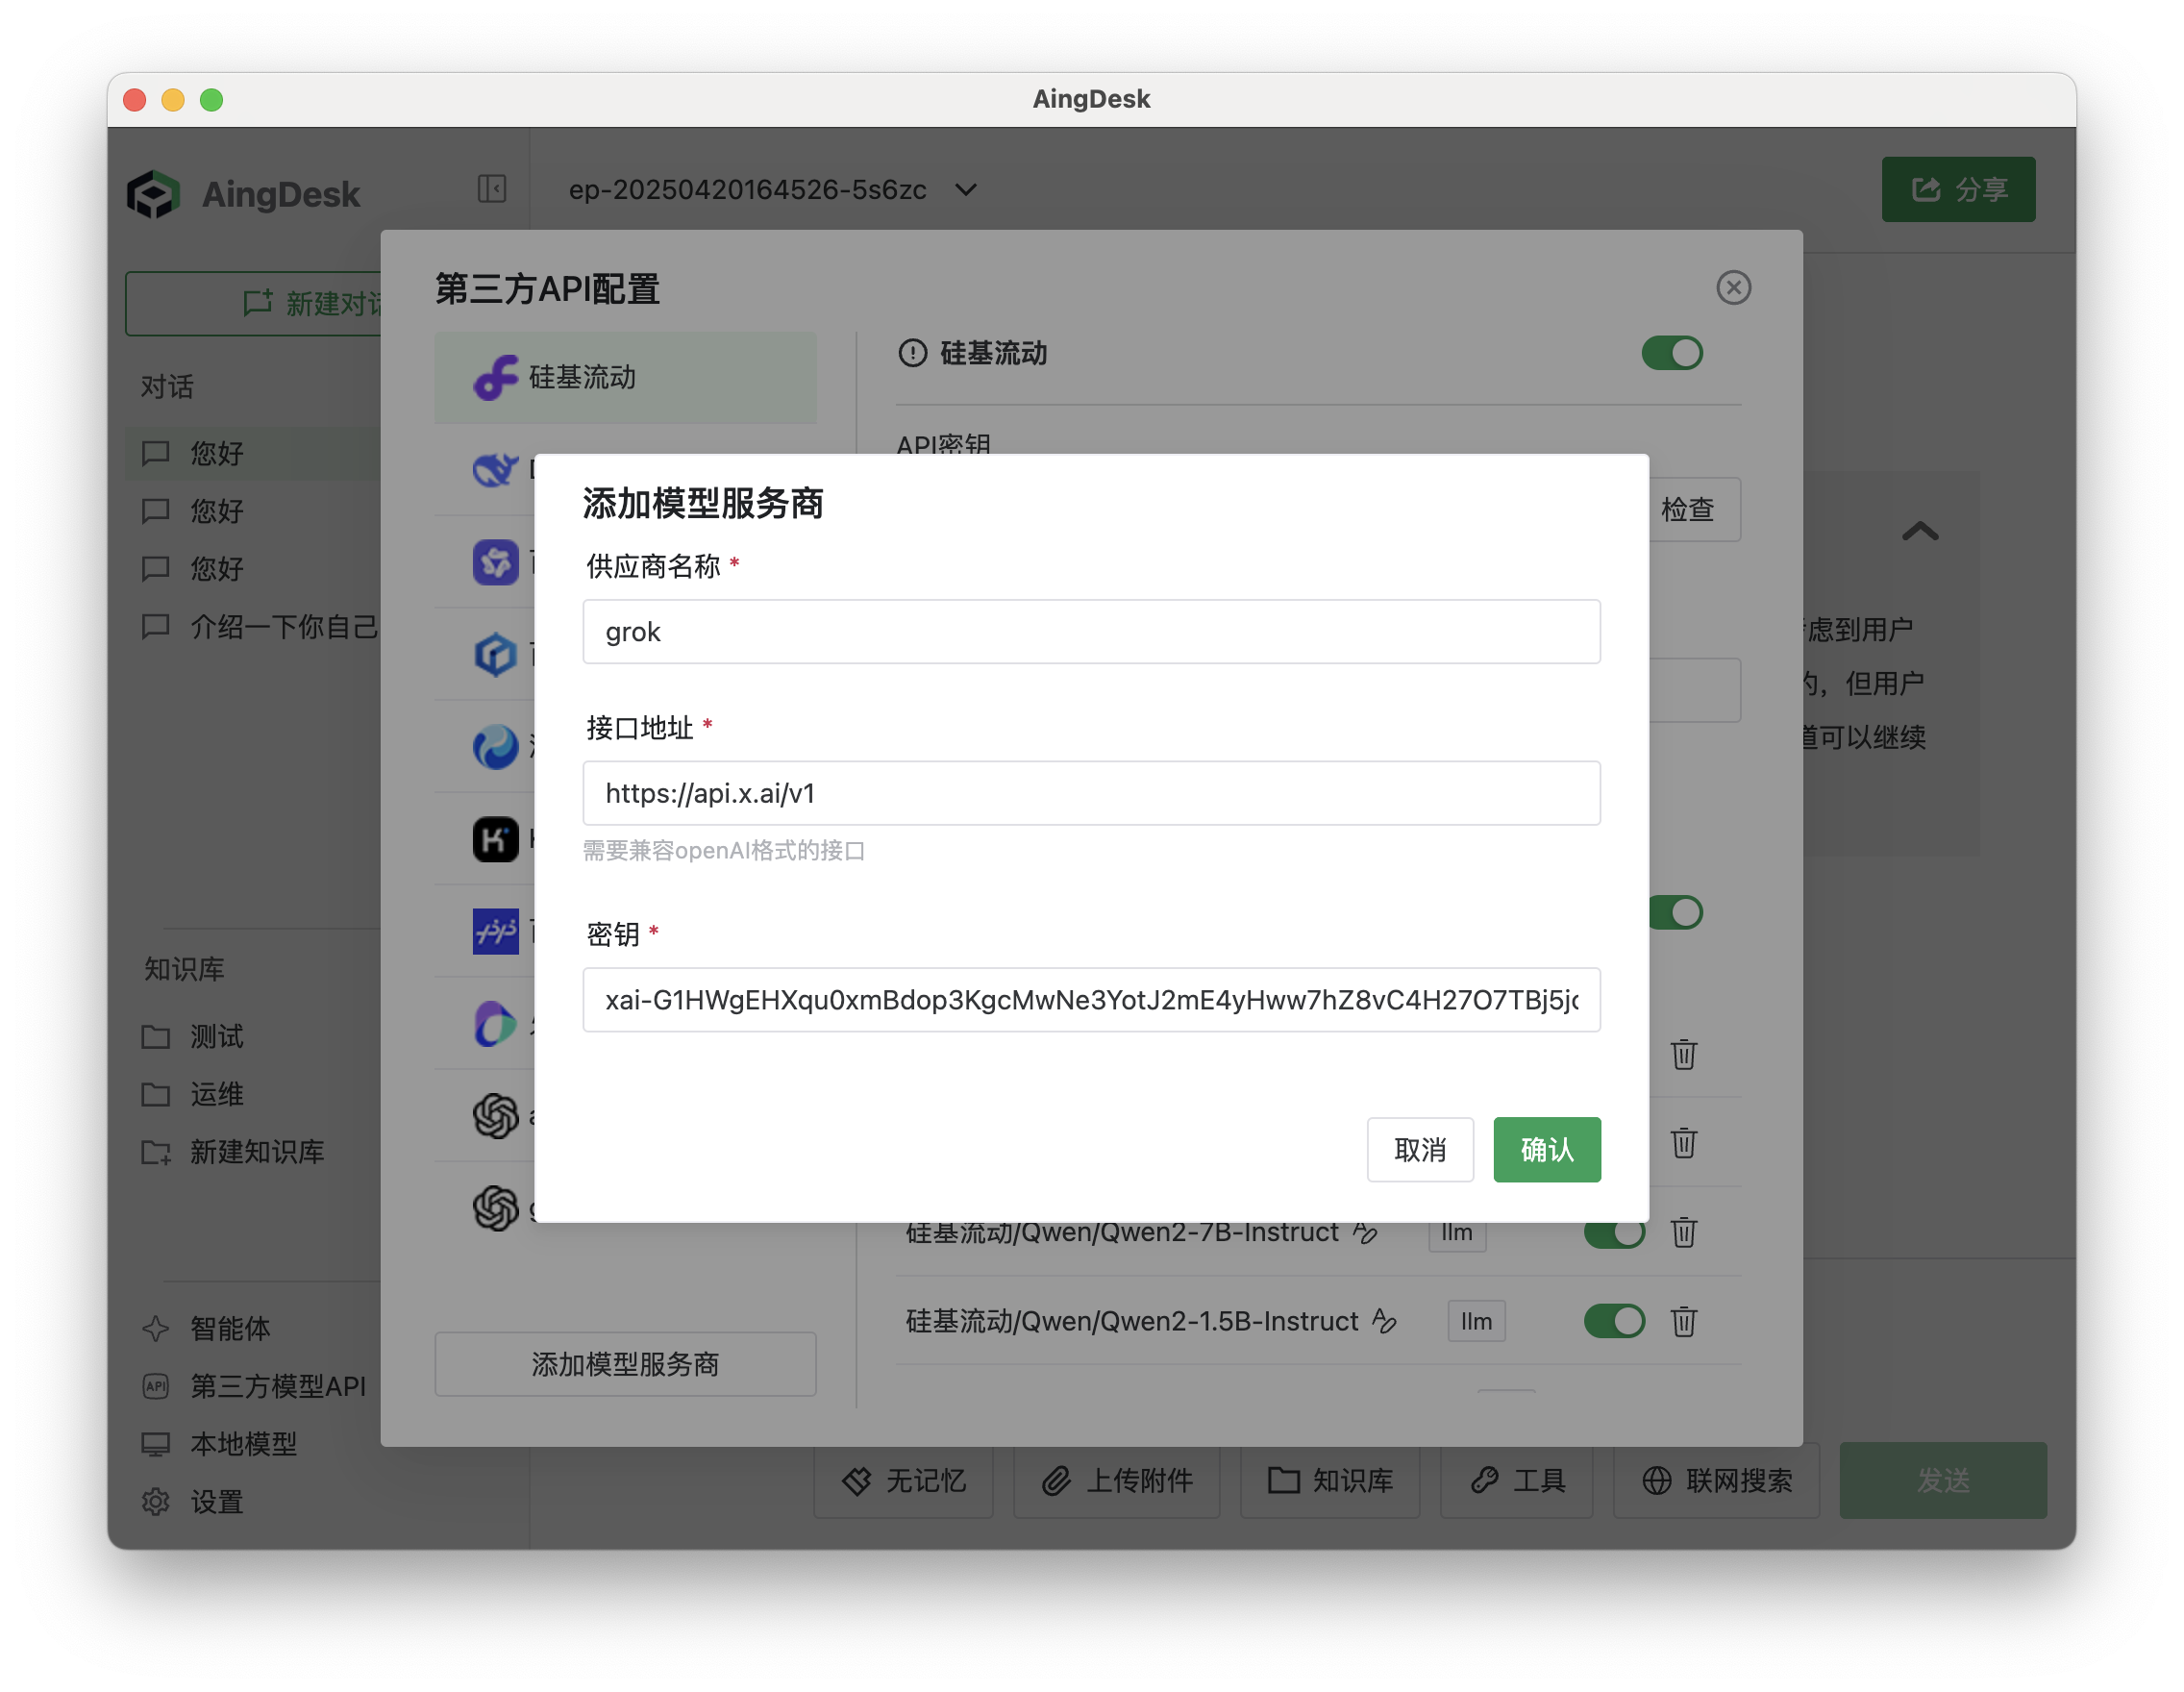 AingDesk
AingDesk
ep-20250420164526-5s6zc
分享
新建对话
对话
您好
您好
您好
介绍一下你自己
知识库
测试
运维
新建知识库
智能体
API
第三方模型API
本地模型
设置
第三方API配置
硅基流动
添加模型服务商
硅基流动
API密钥
检查
添加模型服务商
供应商名称 *
grok
接口地址 *
https://api.x.ai/v1
需要兼容openAI格式的接口
密钥 *
xai-G1HWgEHXqu0xmBdop3KgcMwNe3YotJ2mE4yHww7hZ8vC4H27O7TBj5j
取消
确认
硅基流动/Qwen/Qwen2-7B-Instruct
llm
硅基流动/Qwen/Qwen2-1.5B-Instruct
llm
虑到用户
的，但用户
道可以继续
无记忆
上传附件
知识库
工具
联网搜索
发送